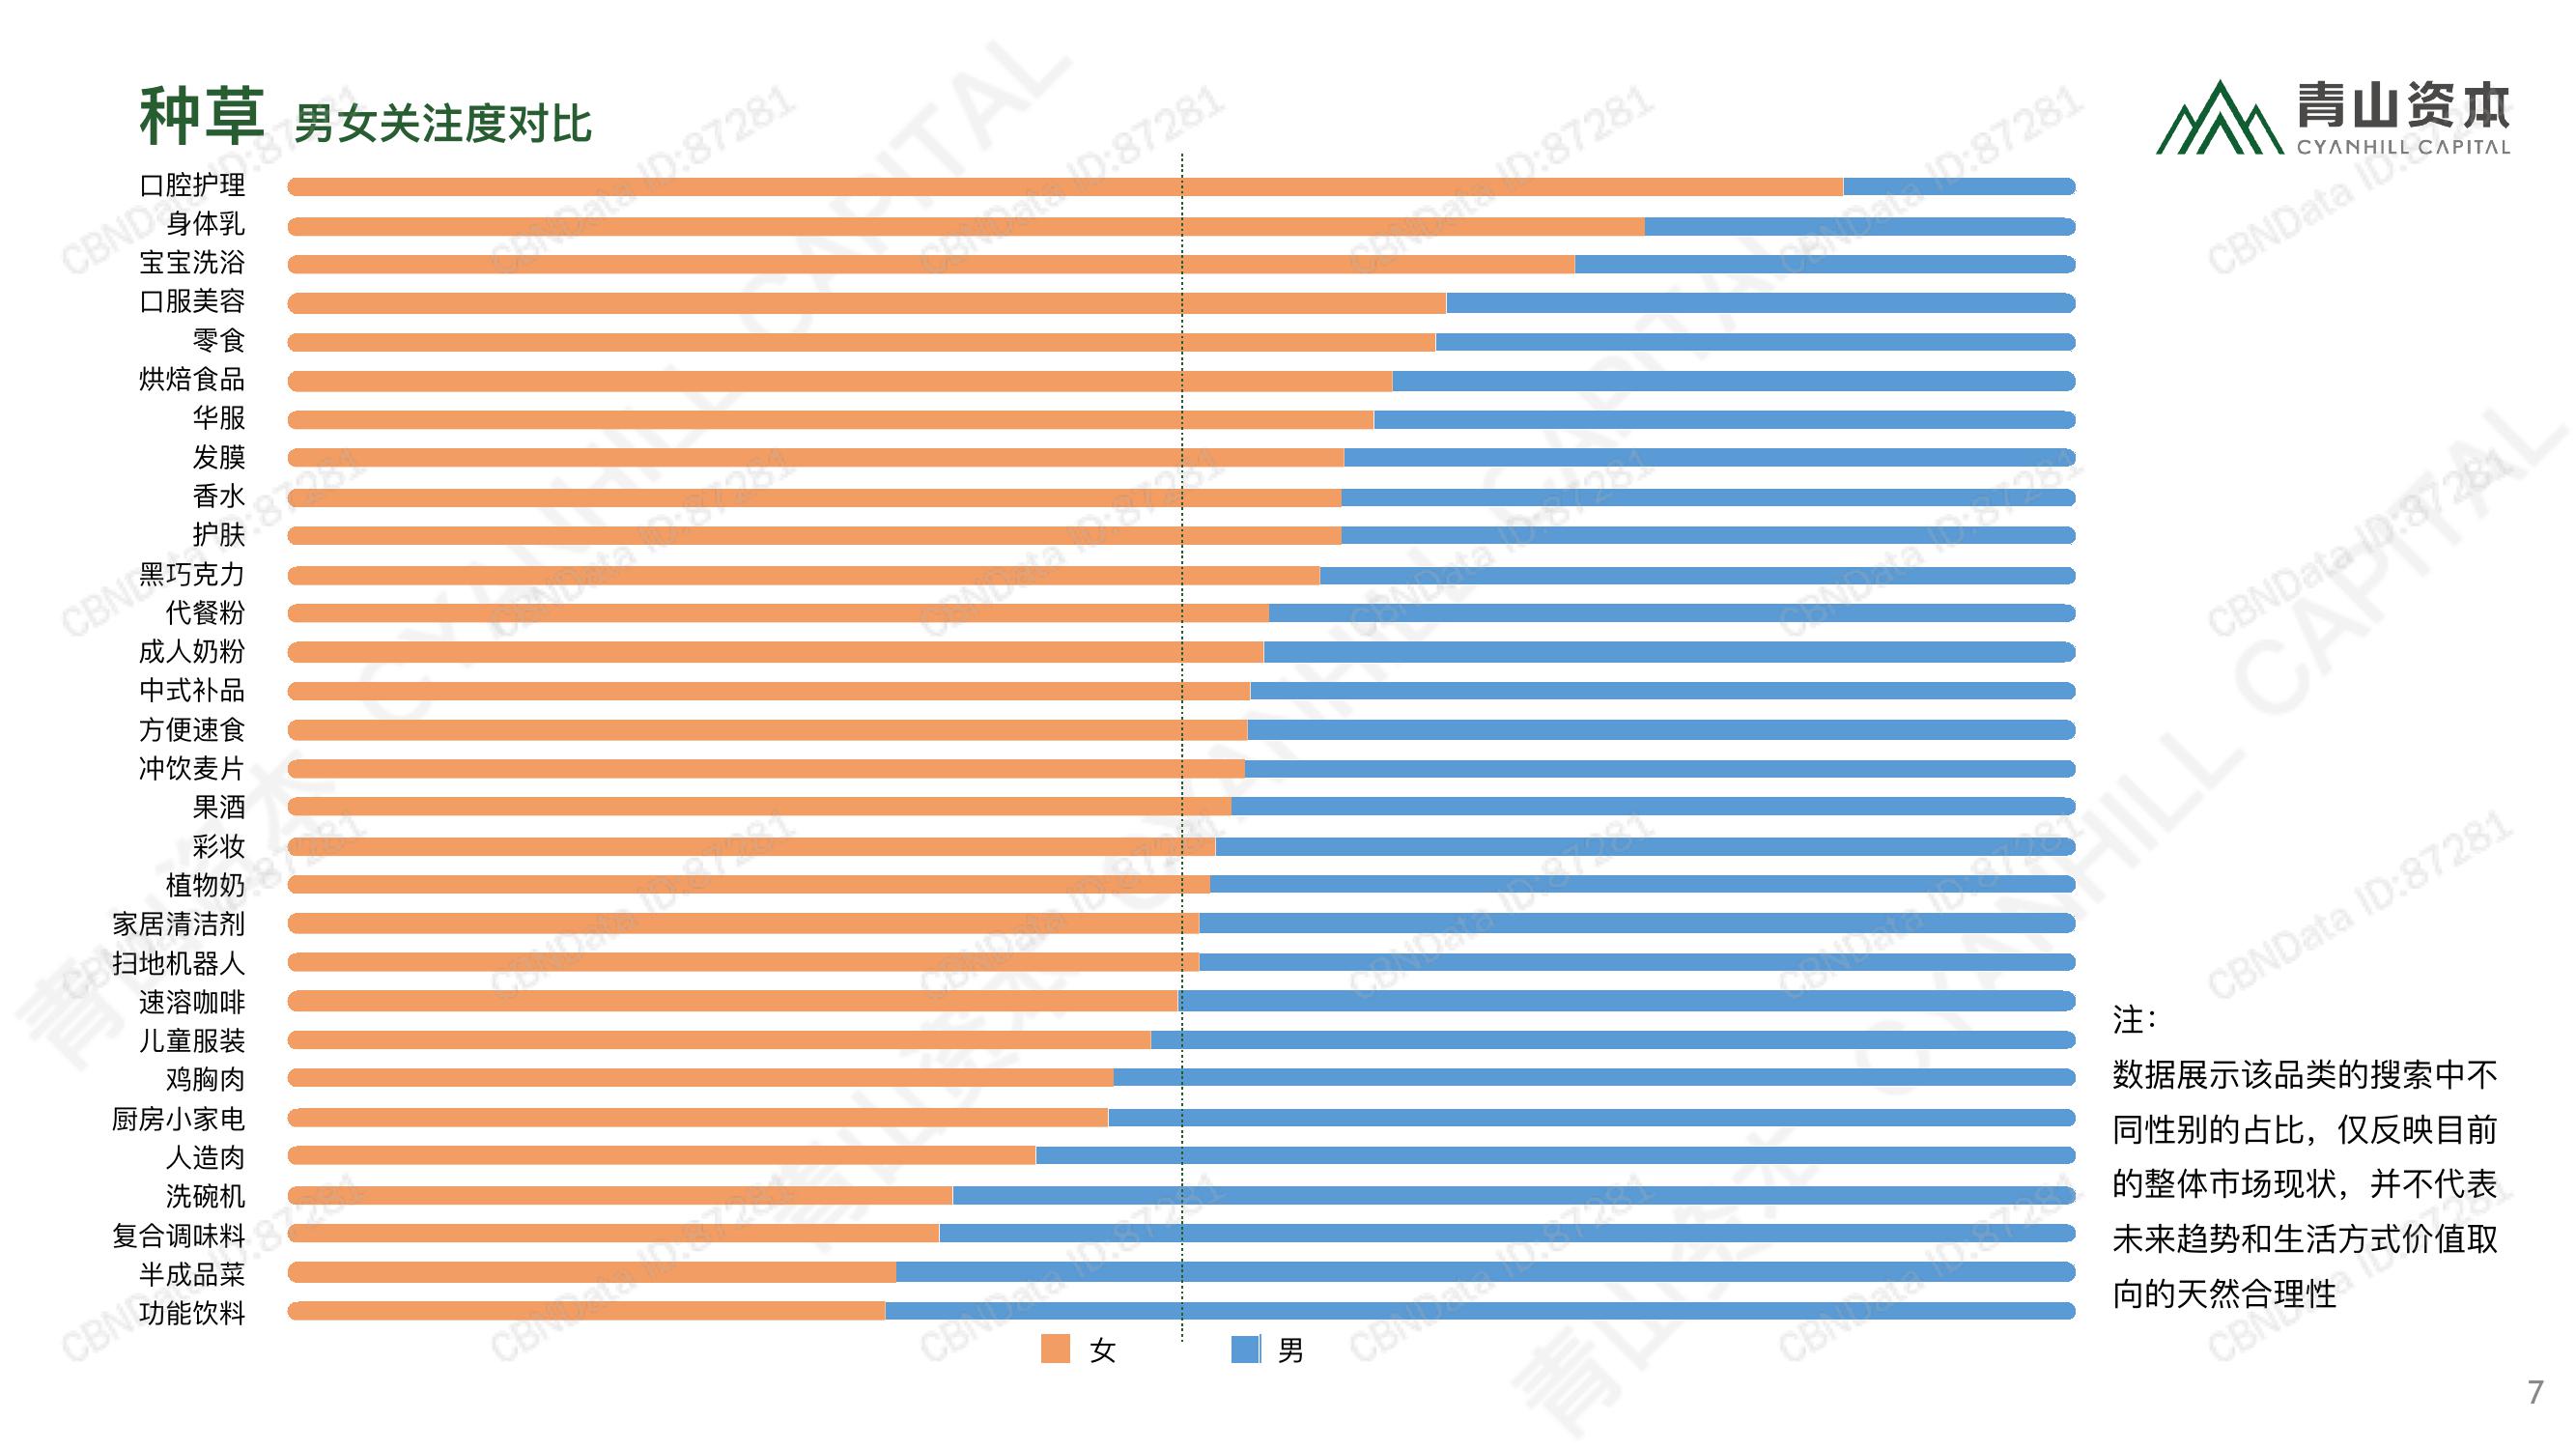 种草 男女关注度对比
青山资本
CYANHILL CAPITAL
口腔护理
身体乳
宝宝洗浴
口服美容
零食
烘焙食品
华服
发膜
香水
护肤
黑巧克力
代餐粉
成人奶粉
中式补品
方便速食
冲饮麦片
果酒
彩妆
植物奶
家居清洁剂
扫地机器人
速溶咖啡
儿童服装
鸡胸肉
厨房小家电
人造肉
洗碗机
复合调味料
半成品菜
功能饮料
女 男
注：
数据展示该品类的搜索中不
同性别的占比，仅反映目前
的整体市场现状，并不代表
未来趋势和生活方式价值取
向的天然合理性
7
CBNData ID:87281
青山资本 CYANHILL CAPITAL